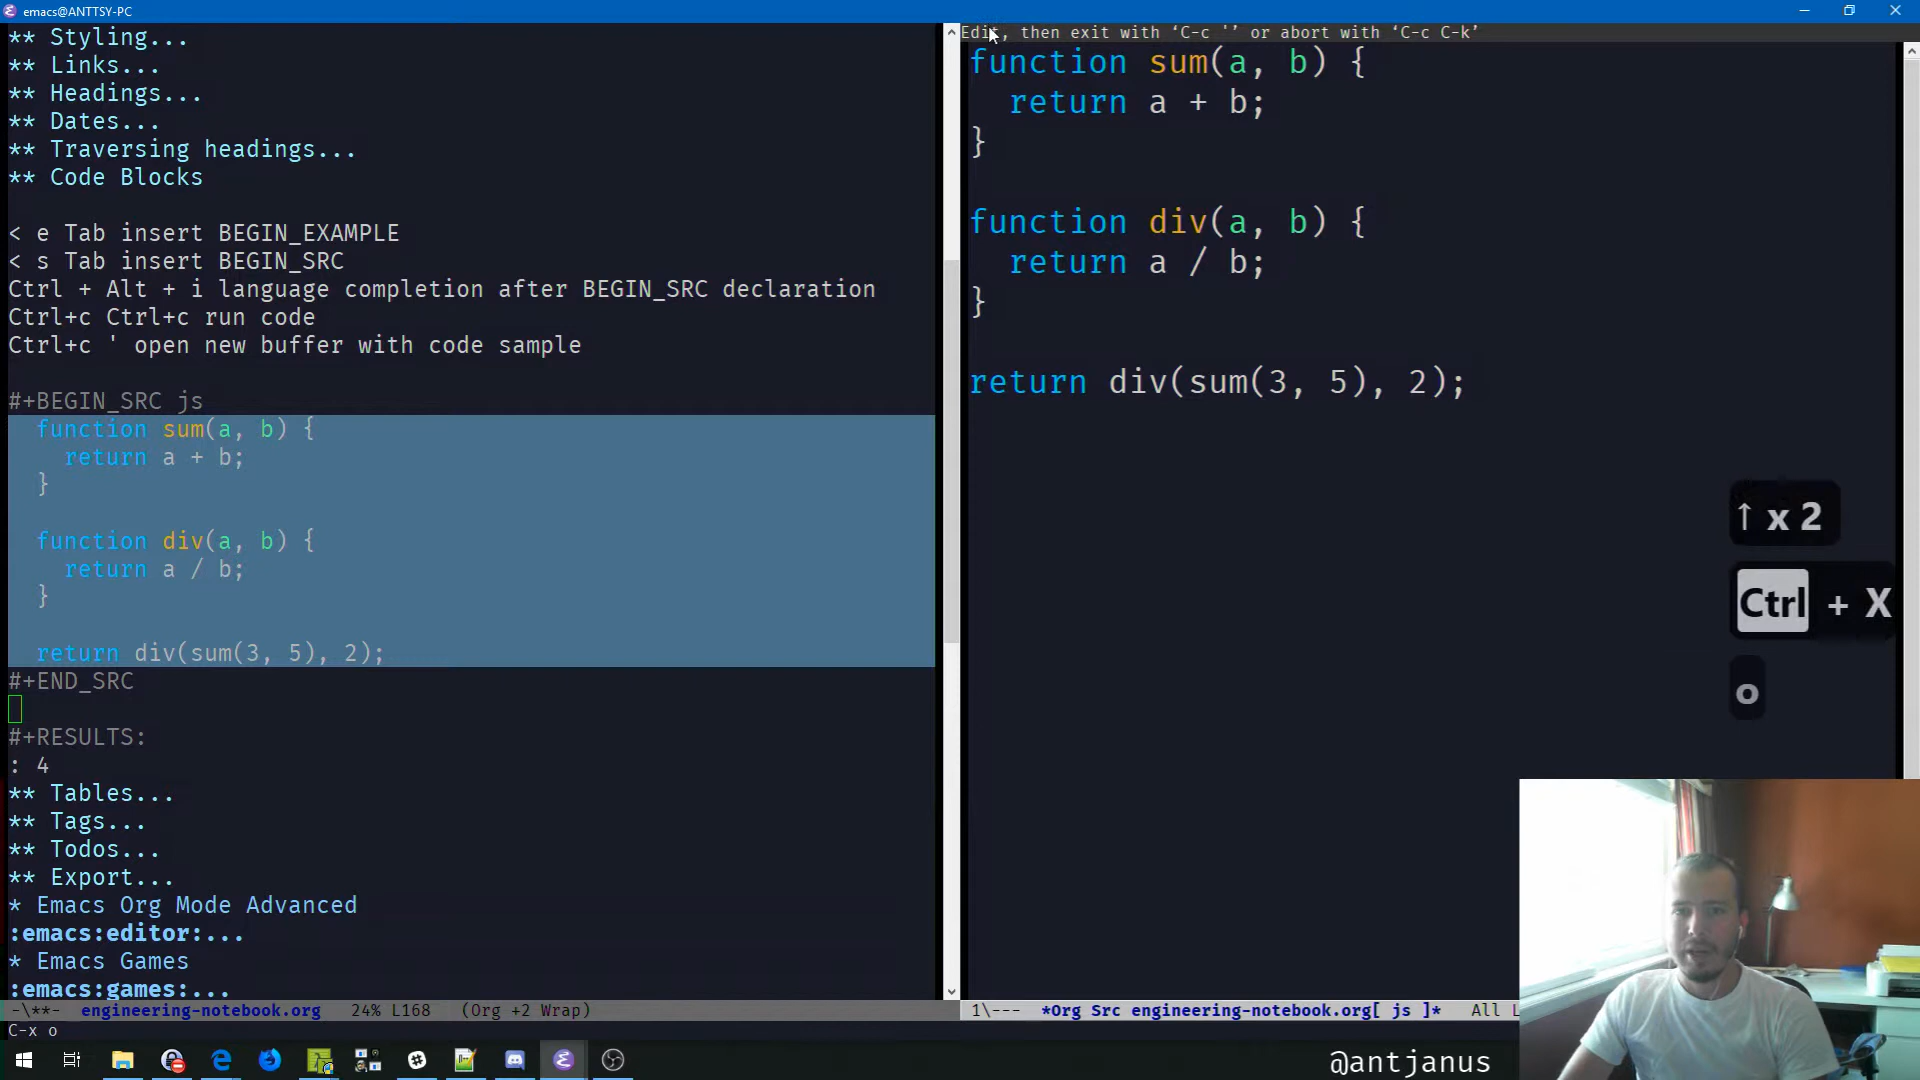 emacs@ANTTSY-PC
** Styling...
** Links...
** Headings...
** Dates...
** Traversing headings...
** Code Blocks
< e Tab insert BEGIN_EXAMPLE
< s Tab insert BEGIN_SRC
Ctrl + Alt + i language completion after BEGIN_SRC declaration
Ctrl+c Ctrl+c run code
Ctrl+c ' open new buffer with code sample
#+BEGIN_SRC js
function sum(a, b) {
return a + b;
}
function div(a, b) {
return a / b;
}
return div(sum(3, 5), 2);
#+END_SRC
#+RESULTS:
: 4
** Tables...
** Tags...
** Todos...
** Export...
* Emacs Org Mode Advanced
:emacs:editor:...
* Emacs Games
:emacs:games:...
-\**- engineering-notebook.org 24% L168 (Org +2 Wrap)
C-x o
Edit, then exit with ‘C-c '’ or abort with ‘C-c C-k’
function sum(a, b) {
return a + b;
}
function div(a, b) {
return a / b;
}
return div(sum(3, 5), 2);
↑ x 2
Ctrl + X
o
1\--- *Org Src engineering-notebook.org[ js ]* All L
@antjanus